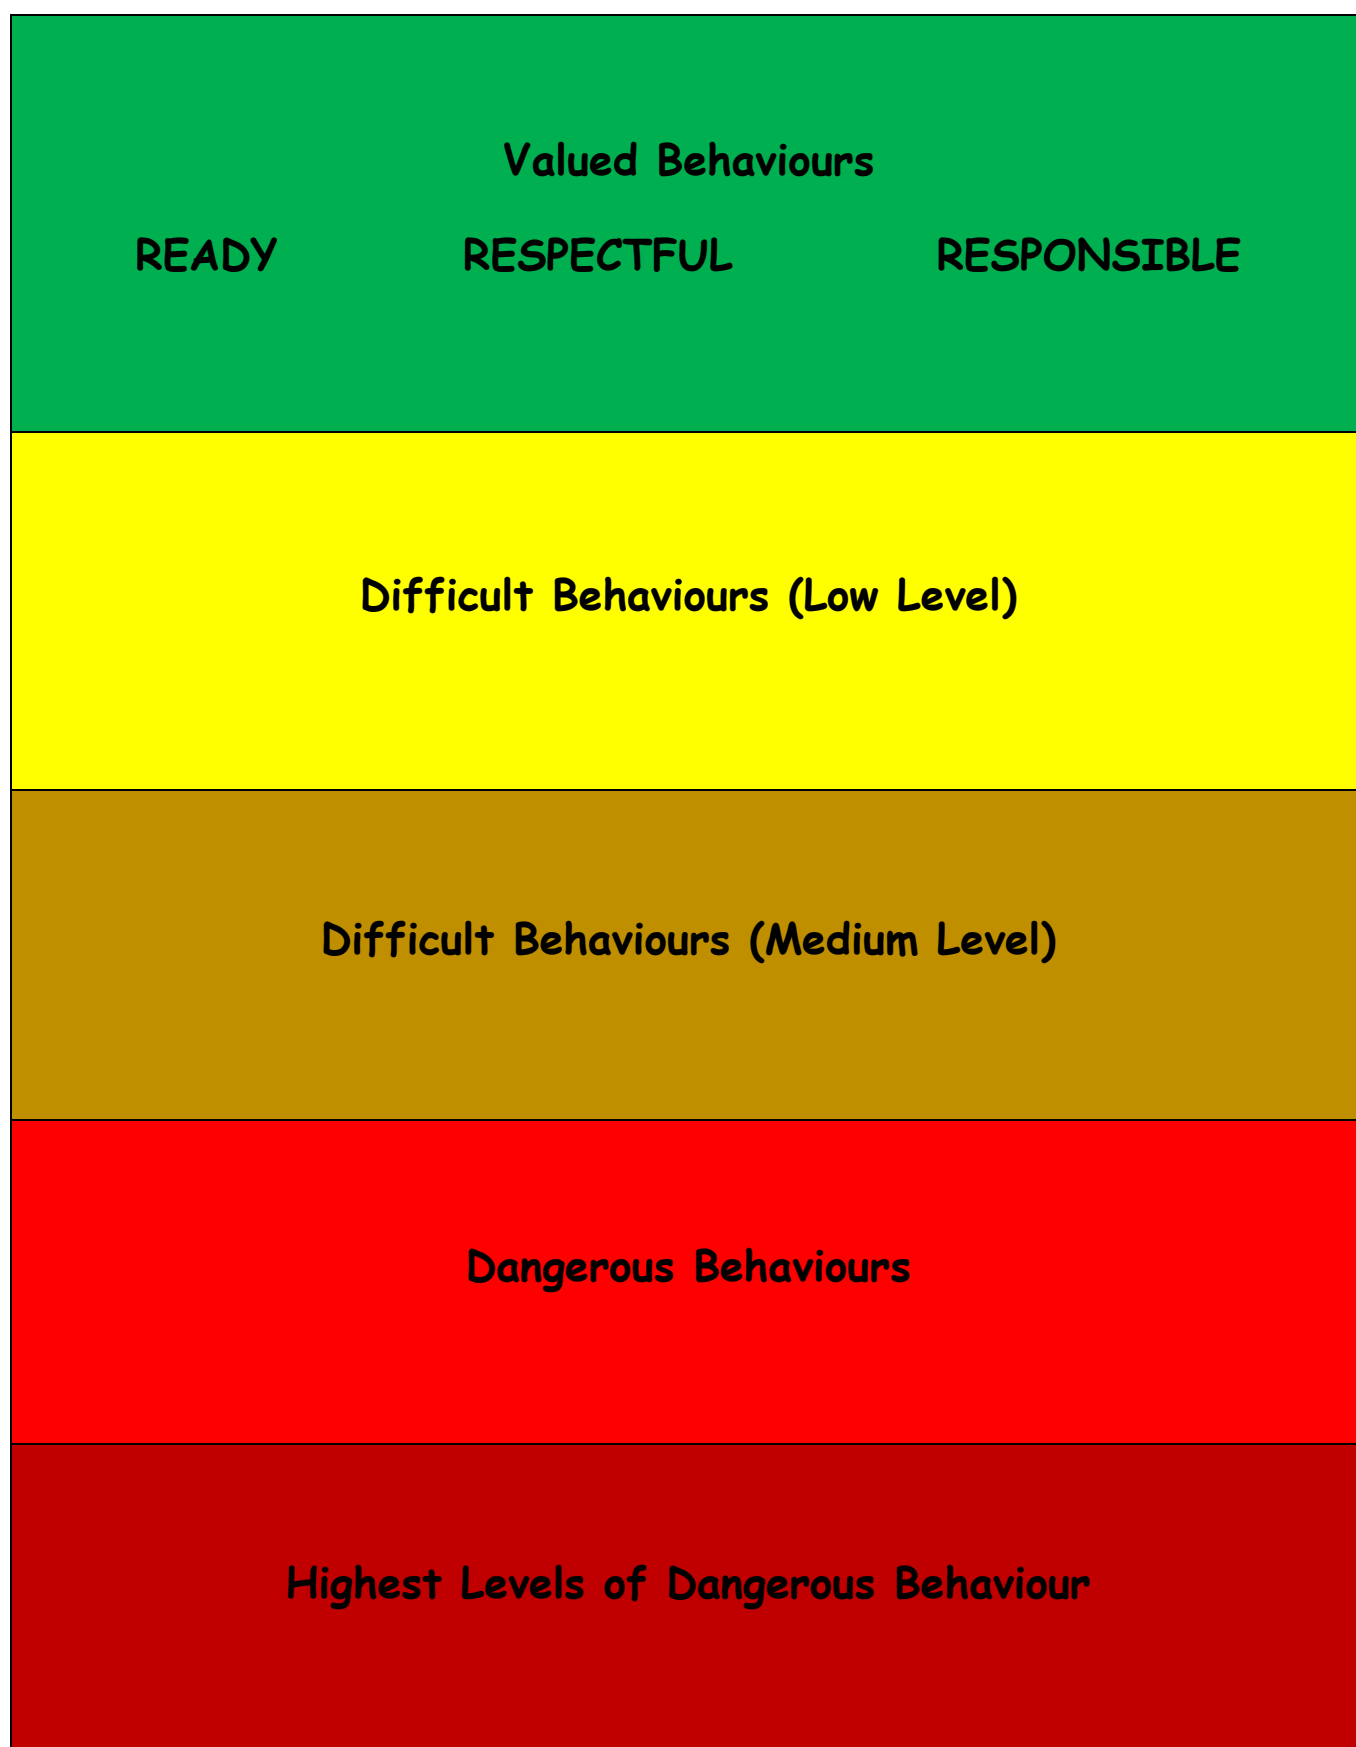 Valued Behaviours
READY RESPECTFUL RESPONSIBLE
Difficult Behaviours (Low Level)
Difficult Behaviours (Medium Level)
Dangerous Behaviours
Highest Levels of Dangerous Behaviour